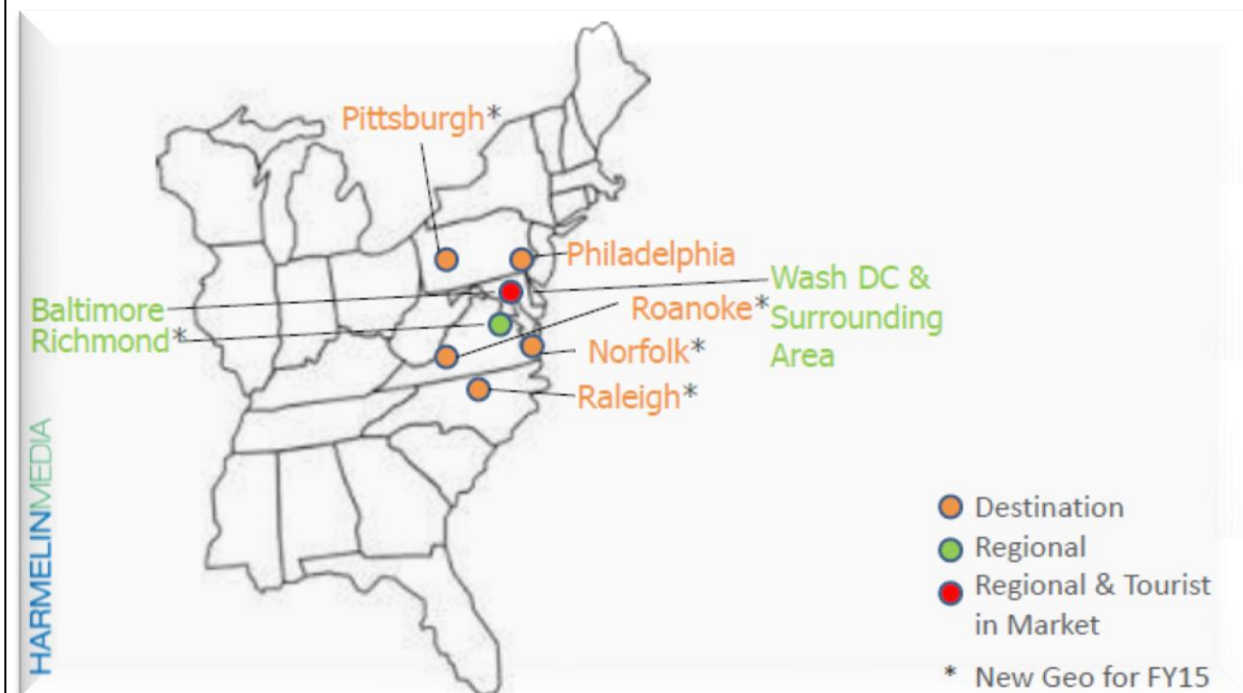 Pittsburgh*
Philadelphia
Wash DC &
Surrounding
Area
Baltimore
Richmond*
Roanoke*
Norfolk*
Raleigh*
Destination
Regional
Regional & Tourist
in Market
* New Geo for FY15
HARMELINMEDIA